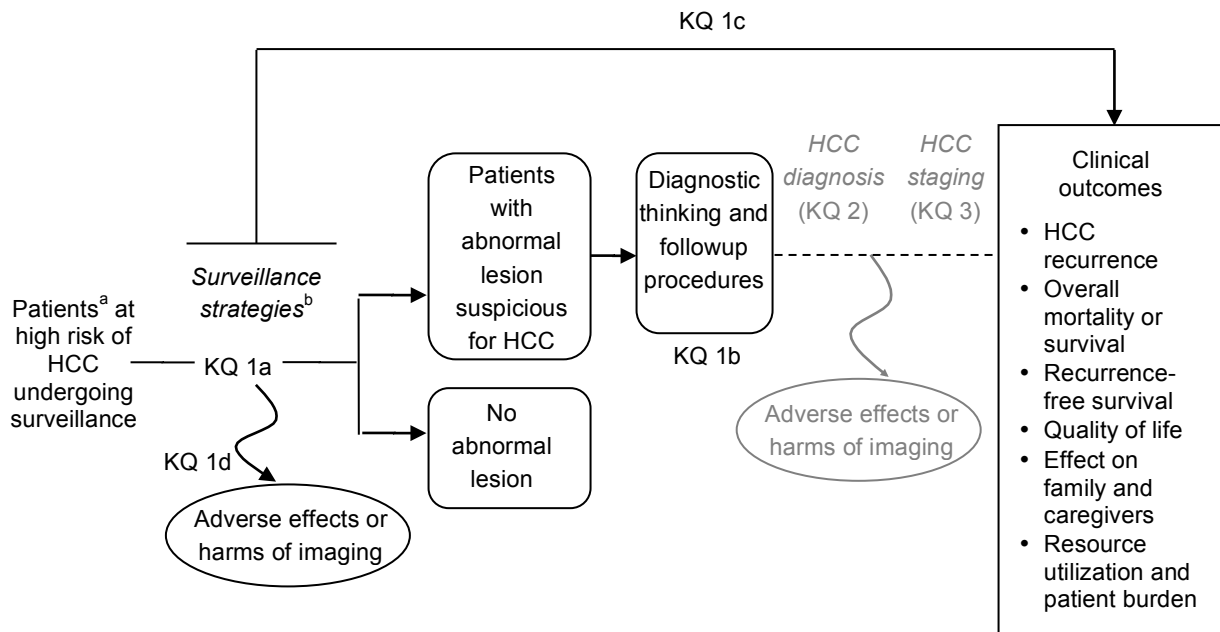 KQ 1c
Patientsᵃ at
high risk of
HCC
undergoing
surveillance
Surveillance
strategiesᵇ
KQ 1a
KQ 1d
Adverse effects or
harms of imaging
Patients
with
abnormal
lesion
suspicious
for HCC
No
abnormal
lesion
Diagnostic
thinking and
followup
procedures
KQ 1b
HCC
diagnosis
(KQ 2)
HCC
staging
(KQ 3)
Adverse effects or
harms of imaging
Clinical
outcomes
• HCC
recurrence
• Overall
mortality or
survival
• Recurrence-
free survival
• Quality of life
• Effect on
family and
caregivers
• Resource
utilization and
patient burden